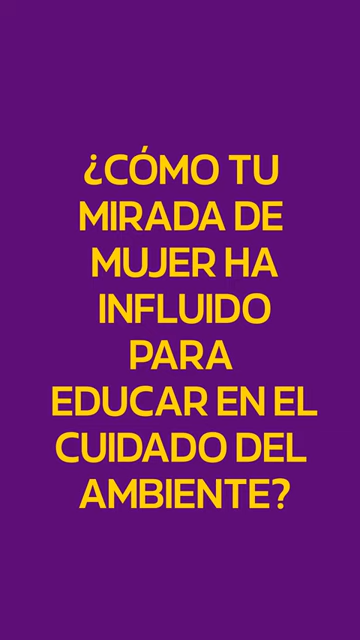 ¿CÓMO TU
MIRADA DE
MUJER HA
INFLUIDO
PARA
EDUCAR EN EL
CUIDADO DEL
AMBIENTE?